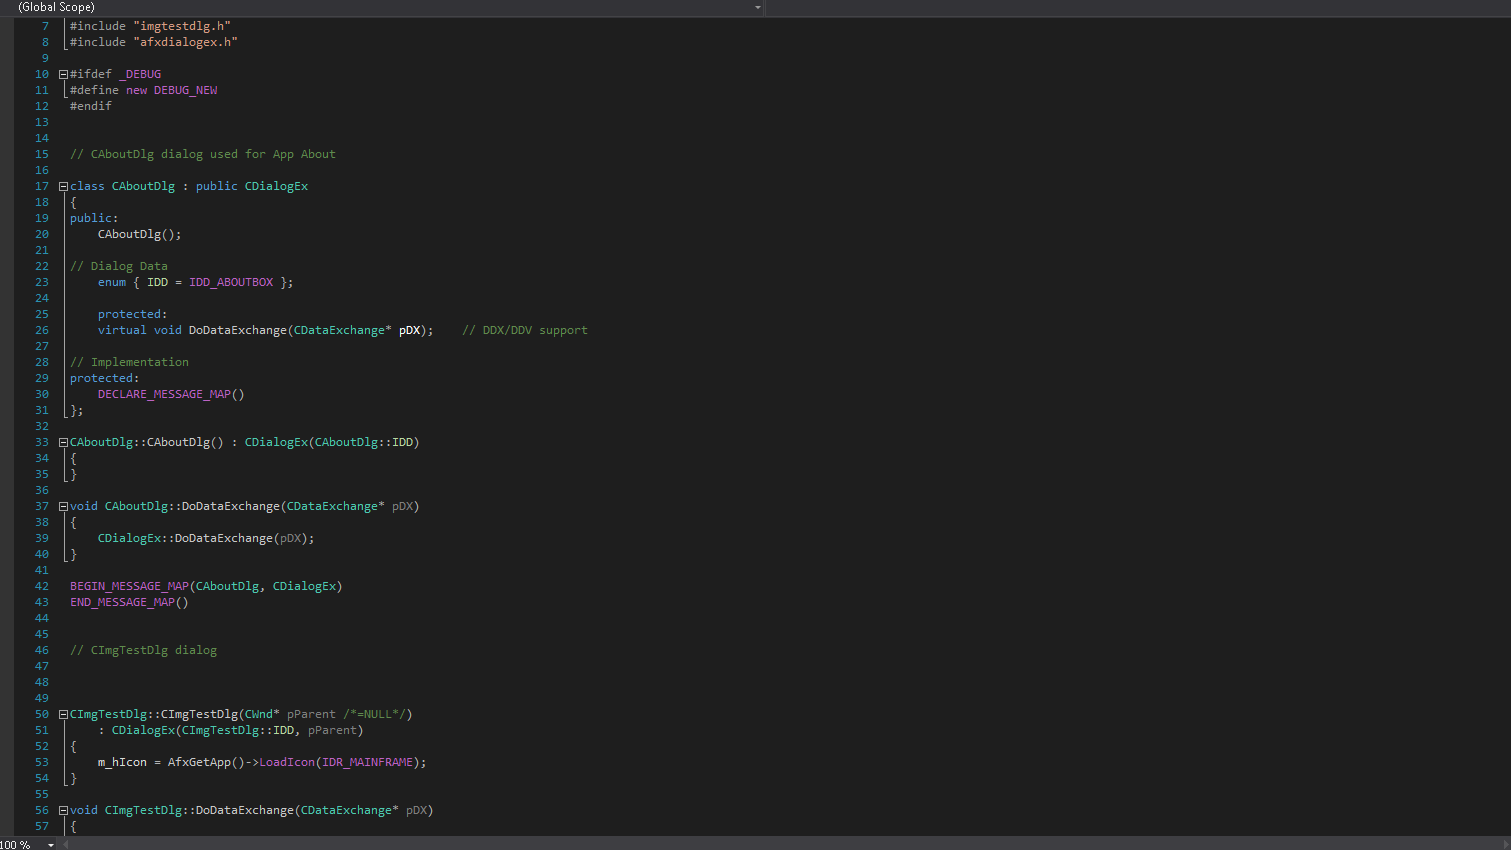 (Global Scope)
7 #include "imgtestdlg.h"
8 #include "afxdialogex.h"
9
10 #ifdef _DEBUG
11 #define new DEBUG_NEW
12 #endif
13
14
15 // CAboutDlg dialog used for App About
16
17 class CAboutDlg : public CDialogEx
18 {
19 public:
20 CAboutDlg();
21
22 // Dialog Data
23 enum { IDD = IDD_ABOUTBOX };
24
25 protected:
26 virtual void DoDataExchange(CDataExchange* pDX); // DDX/DDV support
27
28 // Implementation
29 protected:
30 DECLARE_MESSAGE_MAP()
31 };
32
33 CAboutDlg::CAboutDlg() : CDialogEx(CAboutDlg::IDD)
34 {
35 }
36
37 void CAboutDlg::DoDataExchange(CDataExchange* pDX)
38 {
39 CDialogEx::DoDataExchange(pDX);
40 }
41
42 BEGIN_MESSAGE_MAP(CAboutDlg, CDialogEx)
43 END_MESSAGE_MAP()
44
45
46 // CImgTestDlg dialog
47
48
49
50 CImgTestDlg::CImgTestDlg(CWnd* pParent /*=NULL*/)
51 : CDialogEx(CImgTestDlg::IDD, pParent)
52 {
53 m_hIcon = AfxGetApp()->LoadIcon(IDR_MAINFRAME);
54 }
55
56 void CImgTestDlg::DoDataExchange(CDataExchange* pDX)
57 {
100 %